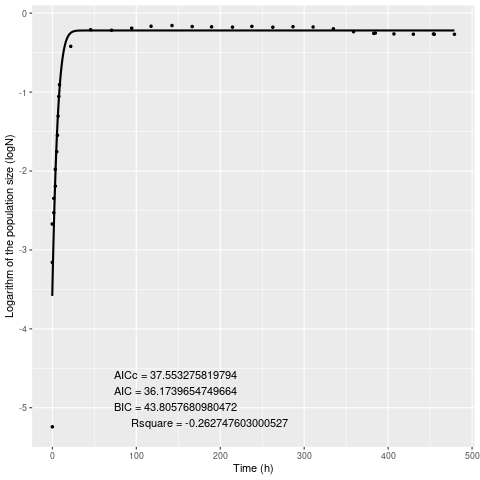 0
-1
-2
-3
-4
-5
Logarithm of the population size (logN)
AICc = 37.553275819794
AIC = 36.1739654749664
BIC = 43.8057680980472
Rsquare = -0.262747603000527
0 100 200 300 400 500
Time (h)